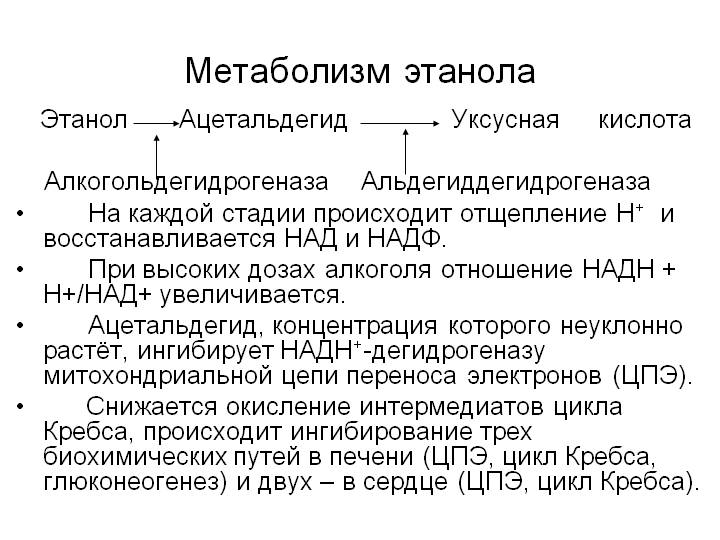 Метаболизм этанола
Этанол Ацетальдегид Уксусная кислота
Алкогольдегидрогеназа Альдегиддегидрогеназа
• На каждой стадии происходит отщепление Н⁺ и
восстанавливается НАД и НАДФ.
• При высоких дозах алкоголя отношение НАДН +
Н+/НАД+ увеличивается.
• Ацетальдегид, концентрация которого неуклонно
растёт, ингибирует НАДН⁺-дегидрогеназу
митохондриальной цепи переноса электронов (ЦПЭ).
• Снижается окисление интермедиатов цикла
Кребса, происходит ингибирование трех
биохимических путей в печени (ЦПЭ, цикл Кребса,
глюконеогенез) и двух – в сердце (ЦПЭ, цикл Кребса).